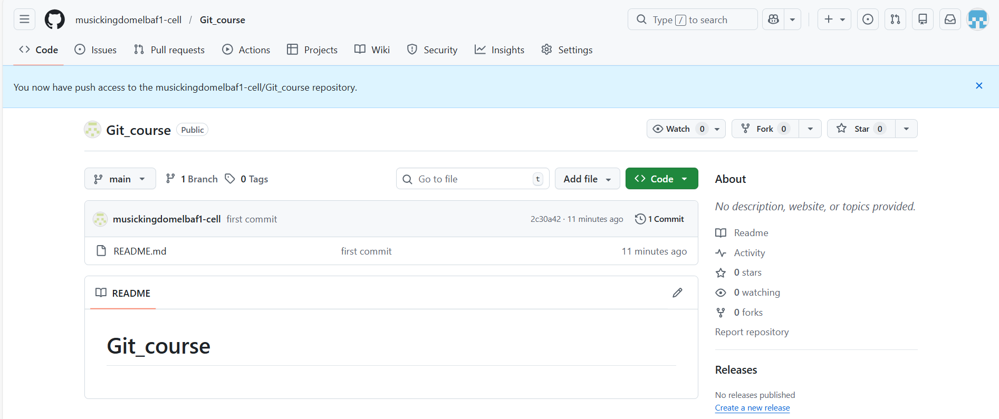 musickingdomelbaf1-cell / Git_course
Type / to search
Code Issues Pull requests Actions Projects Wiki Security Insights Settings
You now have push access to the musickingdomelbaf1-cell/Git_course repository.
Git_course Public
Watch 0 Fork 0 Star 0
main 1 Branch 0 Tags
Go to file t Add file Code
musickingdomelbaf1-cell first commit 2c30a42 · 11 minutes ago 1 Commit
README.md first commit 11 minutes ago
README
Git_course
About
No description, website, or topics provided.
Readme
Activity
0 stars
0 watching
0 forks
Report repository
Releases
No releases published
Create a new release